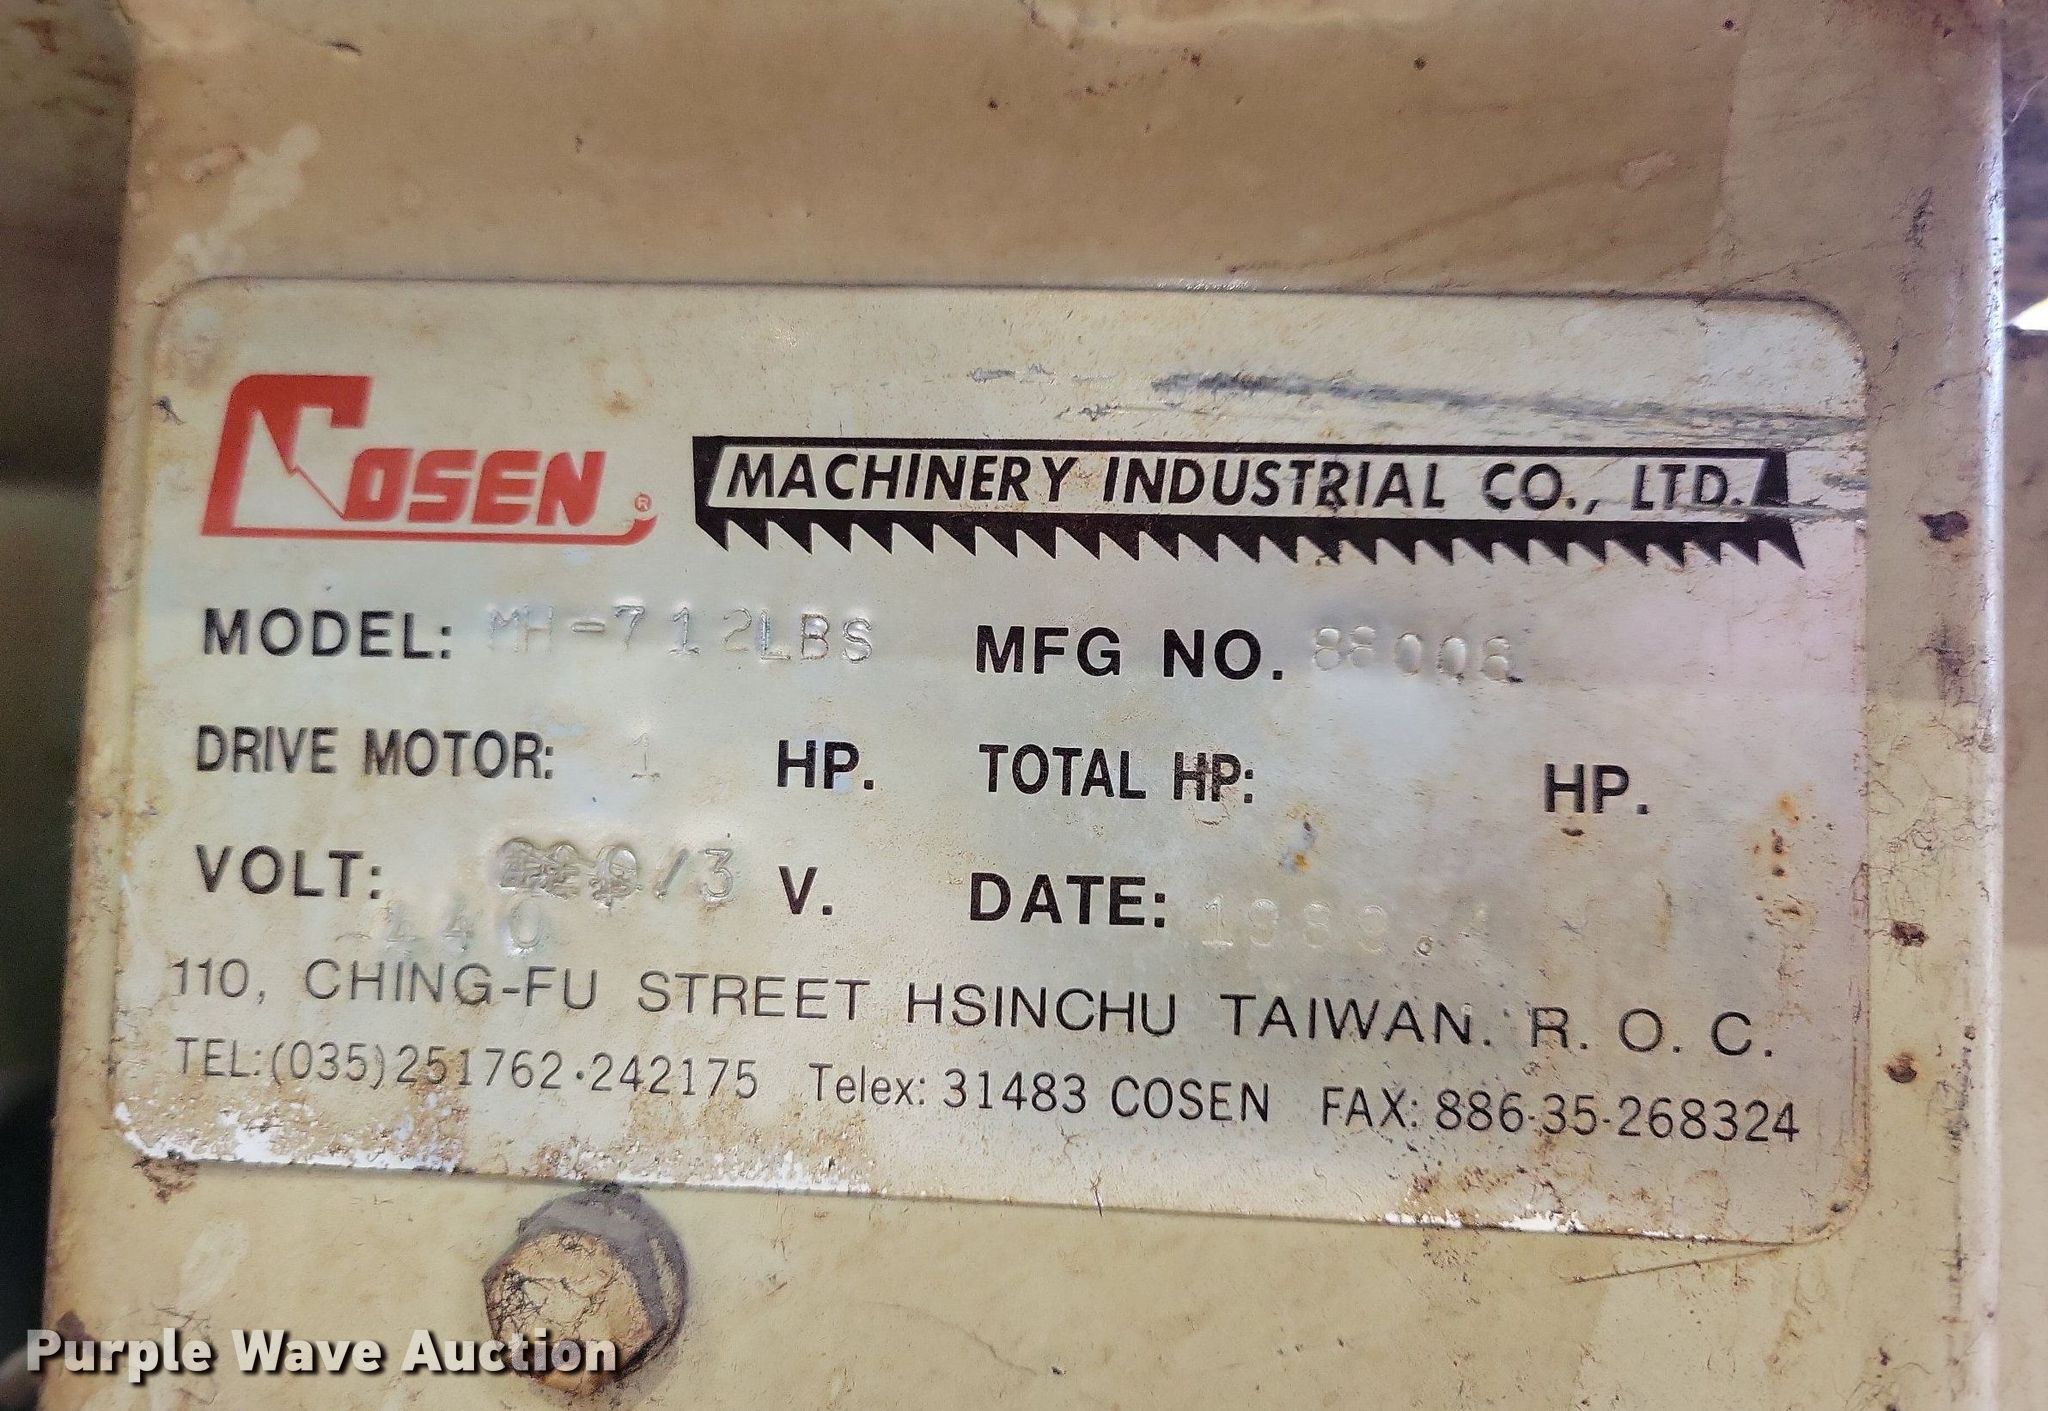 COSEN ® MACHINERY INDUSTRIAL CO., LTD.
MODEL: MH-712LBS MFG NO. 88008
DRIVE MOTOR: 1 HP. TOTAL HP: HP.
VOLT: /3 V. DATE:
440
110, CHING-FU STREET HSINCHU TAIWAN. R. O. C.
TEL:(035)251762·242175 Telex: 31483 COSEN FAX: 886-35-268324
Purple Wave Auction